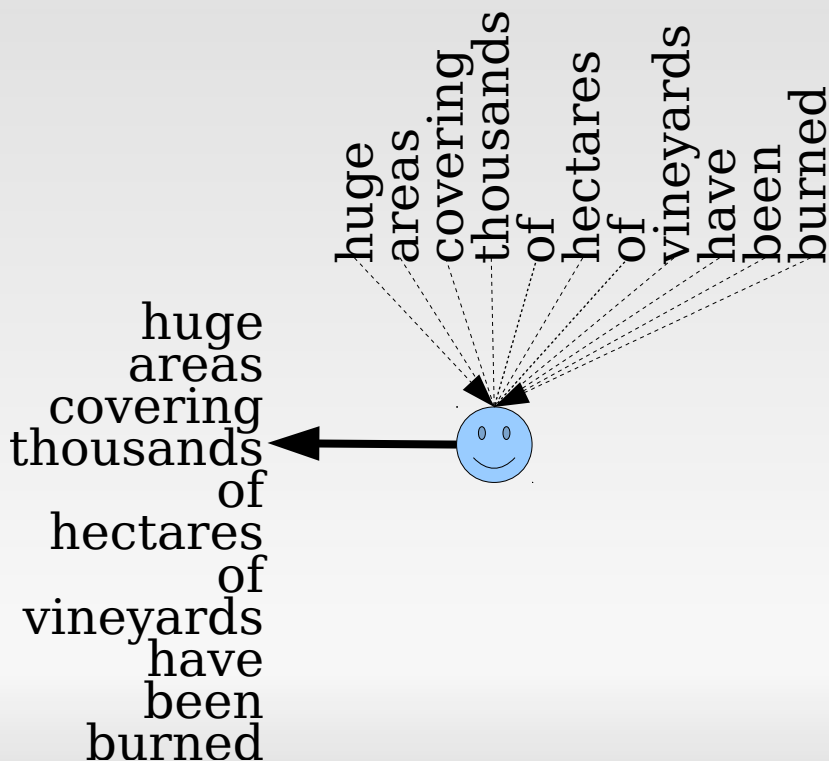 huge
areas
covering
thousands
of
hectares
of
vineyards
have
been
burned
huge
areas
covering
thousands
of
hectares
of
vineyards
have
been
burned